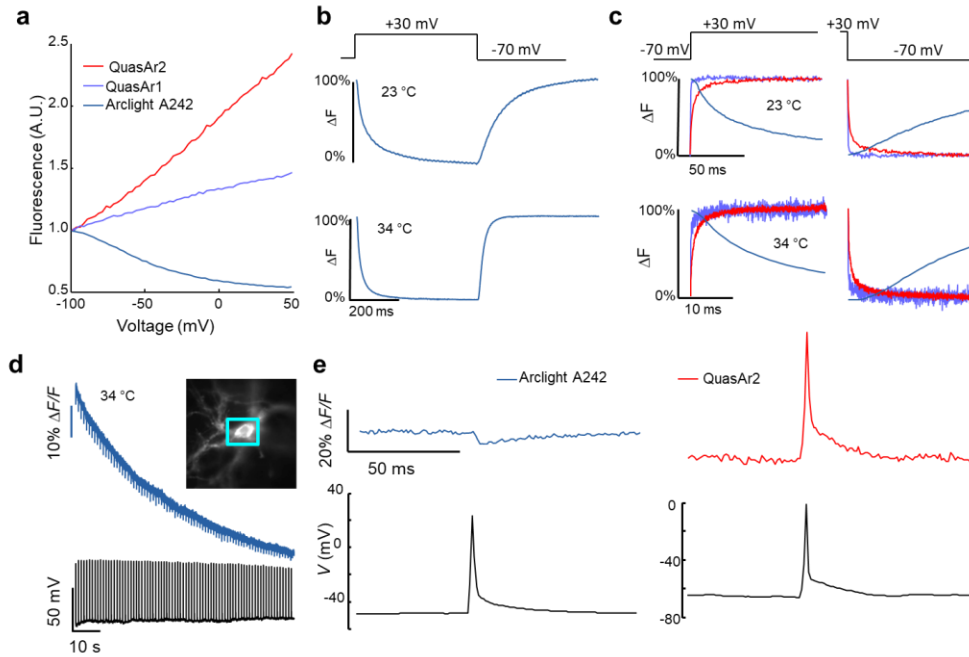 a
2.5
2.0
1.5
1.0
0.5
Fluorescence (A.U.)
QuasAr2
QuasAr1
Arclight A242
-100
-50
0
50
Voltage (mV)
b
+30 mV
-70 mV
100%
ΔF
0%
23 °C
100%
ΔF
0%
34 °C
200 ms
c
+30 mV
-70 mV
+30 mV
-70 mV
100%
ΔF
0%
23 °C
50 ms
100%
ΔF
0%
34 °C
10 ms
d
34 °C
10% ΔF/F
50 mV
10 s
e
Arclight A242
QuasAr2
20% ΔF/F
50 ms
V (mV)
40
0
-40
0
-40
-60
-80